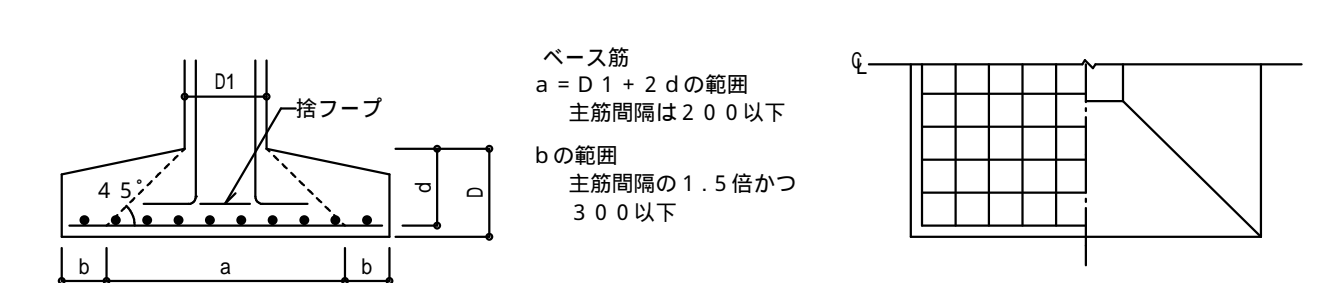 D1
捨フープ
45°
d
D
b
a
b
ベース筋
a=D1+2dの範囲
主筋間隔は200以下
bの範囲
主筋間隔の1.5倍かつ
300以下
℄